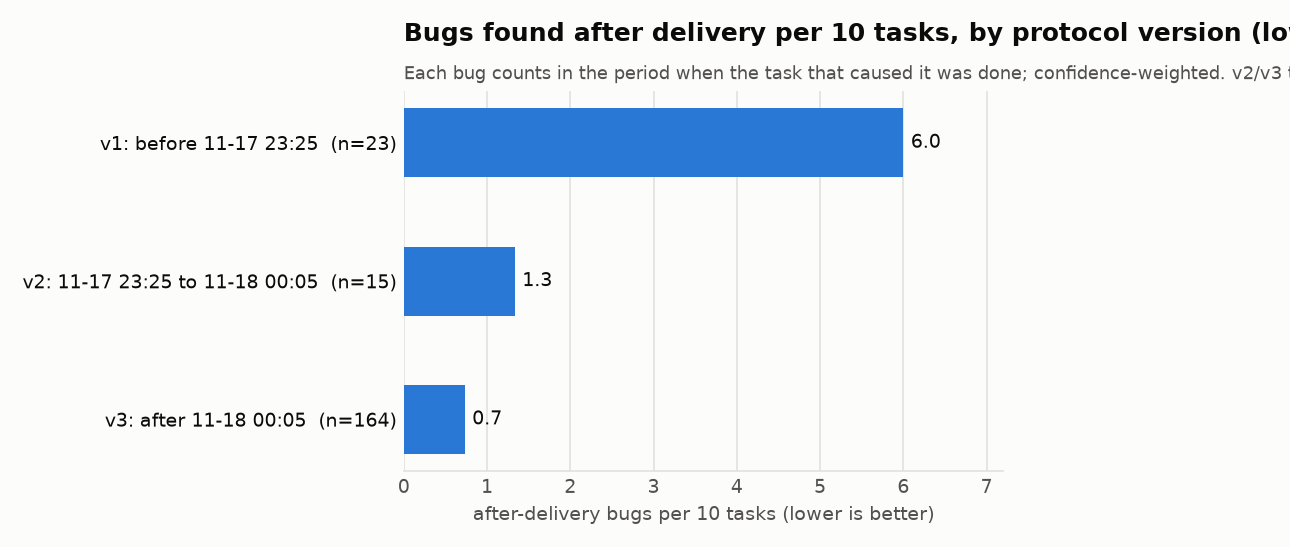 Bugs found after delivery per 10 tasks, by protocol version
Each bug counts in the period when the task that caused it was done; confidence-weighted. v2/v3
v1: before 11-17 23:25 (n=23)
6.0
v2: 11-17 23:25 to 11-18 00:05 (n=15)
1.3
v3: after 11-18 00:05 (n=164)
0.7
0 1 2 3 4 5 6 7
after-delivery bugs per 10 tasks (lower is better)